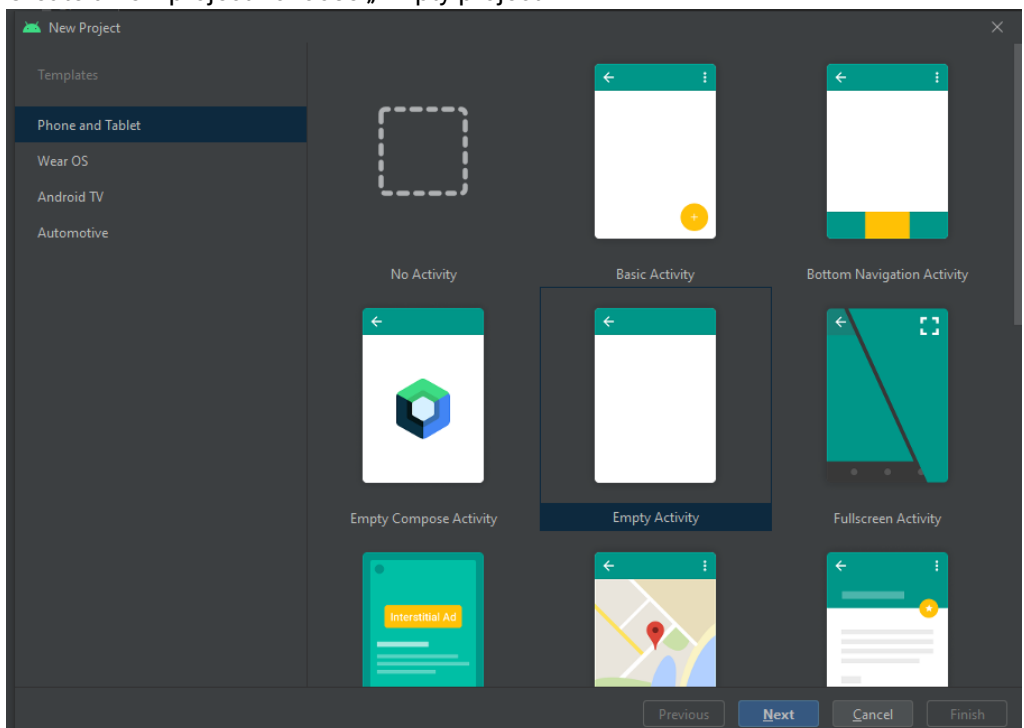 New Project
Templates
Phone and Tablet
Wear OS
Android TV
Automotive
No Activity
Basic Activity
Bottom Navigation Activity
Empty Compose Activity
Empty Activity
Fullscreen Activity
Interstitial Ad
Previous
Next
Cancel
Finish